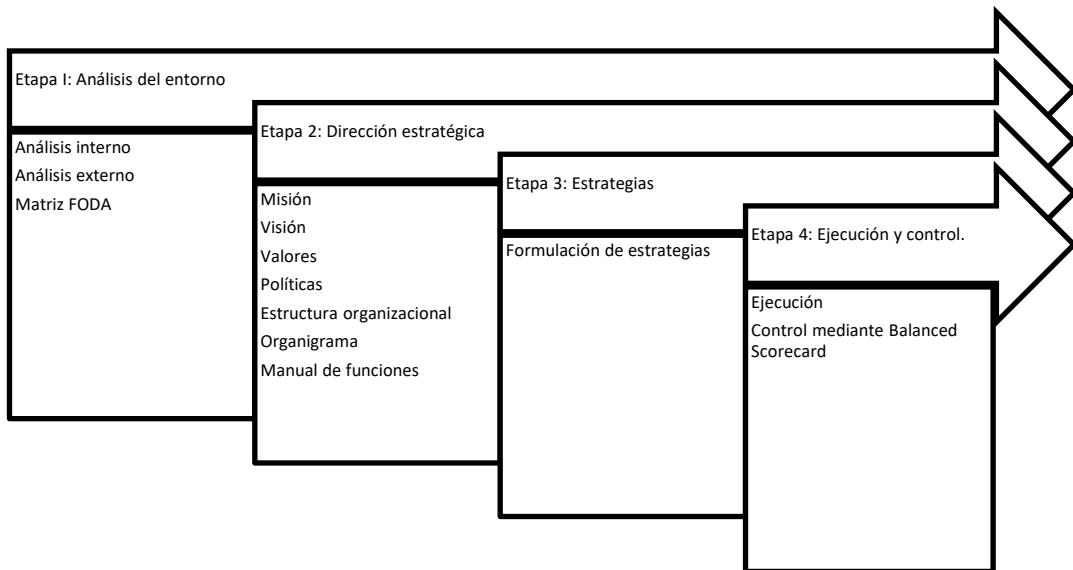 Etapa I: Análisis del entorno
Análisis interno
Análisis externo
Matriz FODA
Etapa 2: Dirección estratégica
Misión
Visión
Valores
Políticas
Estructura organizacional
Organigrama
Manual de funciones
Etapa 3: Estrategias
Formulación de estrategias
Etapa 4: Ejecución y control.
Ejecución
Control mediante Balanced
Scorecard